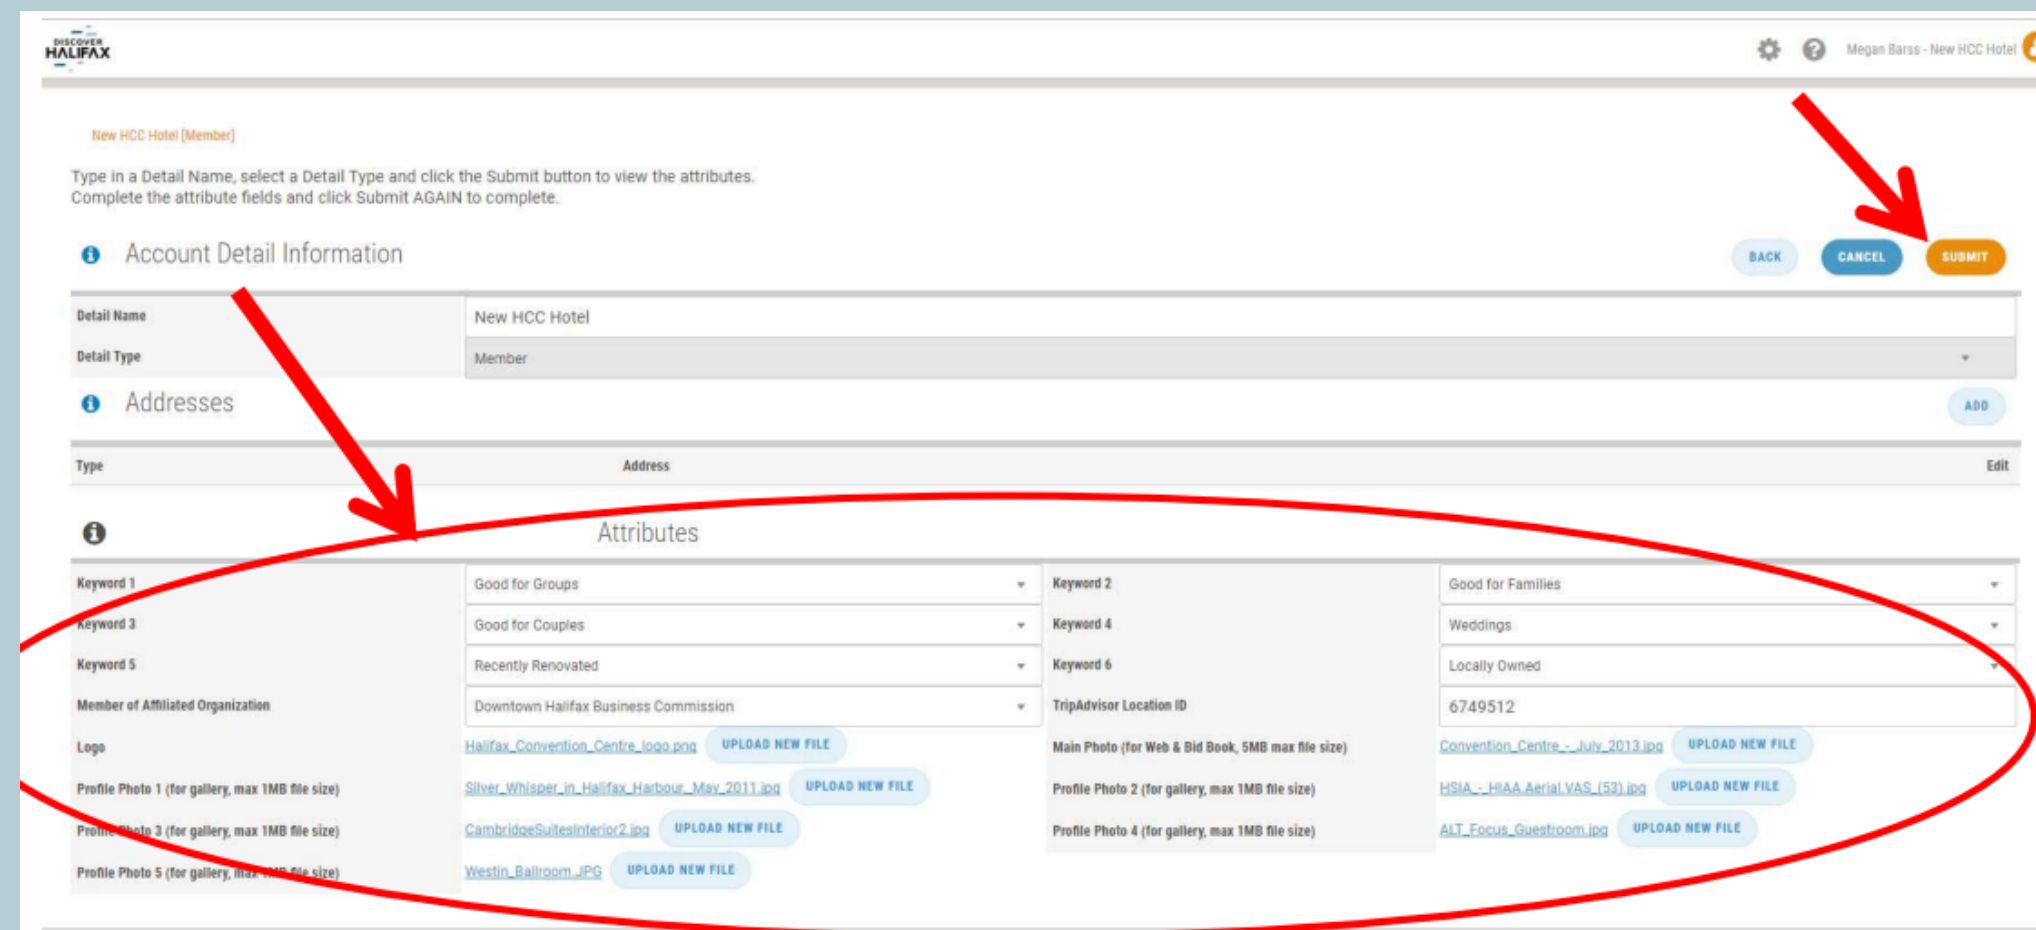 DISCOVER
HALIFAX
Megan Barss - New HCC Hotel
New HCC Hotel [Member]
Type in a Detail Name, select a Detail Type and click the Submit button to view the attributes.
Complete the attribute fields and click Submit AGAIN to complete.
Account Detail Information
BACK CANCEL SUBMIT
Detail Name New HCC Hotel
Detail Type Member
Addresses ADD
Type Address Edit
Attributes
Keyword 1 Good for Groups Keyword 2 Good for Families
Keyword 3 Good for Couples Keyword 4 Weddings
Keyword 5 Recently Renovated Keyword 6 Locally Owned
Member of Affiliated Organization Downtown Halifax Business Commission TripAdvisor Location ID 6749512
Logo Halifax_Convention_Centre_logo.png UPLOAD NEW FILE Main Photo (for Web & Bid Book, 5MB max file size) Convention_Centre_-_July_2013.jpg UPLOAD NEW FILE
Profile Photo 1 (for gallery, max 1MB file size) Silver_Whisper_in_Halifax_Harbour_May_2011.jpg UPLOAD NEW FILE Profile Photo 2 (for gallery, max 1MB file size) HSIA_-_HIAA.Aerial.VAS_(53).jpg UPLOAD NEW FILE
Profile Photo 3 (for gallery, max 1MB file size) CambridgeSuitesInterior2.jpg UPLOAD NEW FILE Profile Photo 4 (for gallery, max 1MB file size) ALT_Focus_Guestroom.jpg UPLOAD NEW FILE
Profile Photo 5 (for gallery, max 1MB file size) Westin_Ballroom.JPG UPLOAD NEW FILE